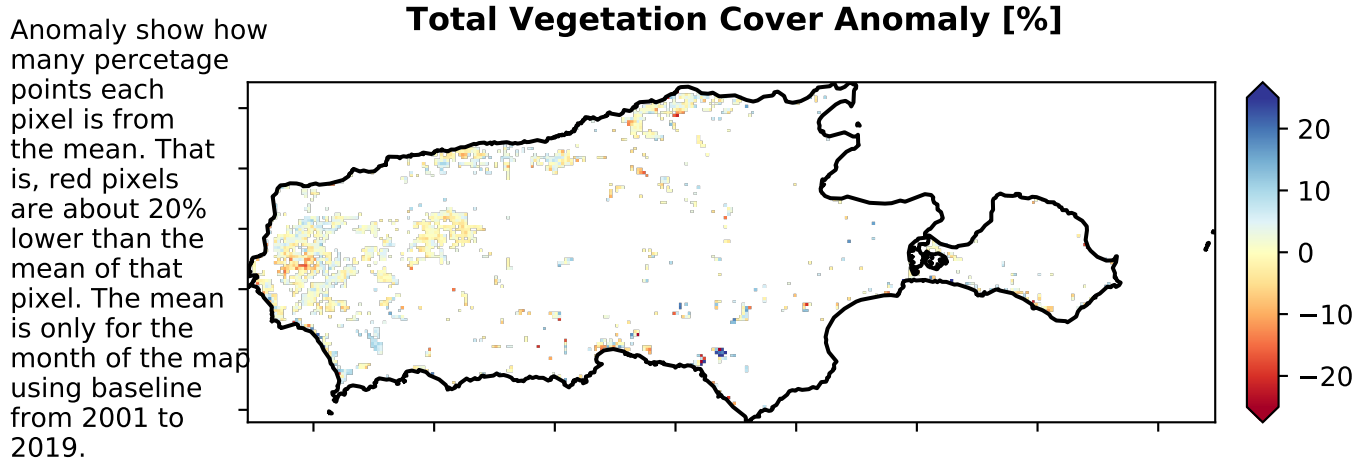 Total Vegetation Cover Anomaly [%]
Anomaly show how
many percetage
points each
pixel is from
the mean. That
is, red pixels
are about 20%
lower than the
mean of that
pixel. The mean
is only for the
month of the map
using baseline
from 2001 to
2019.
20
10
0
−10
−20